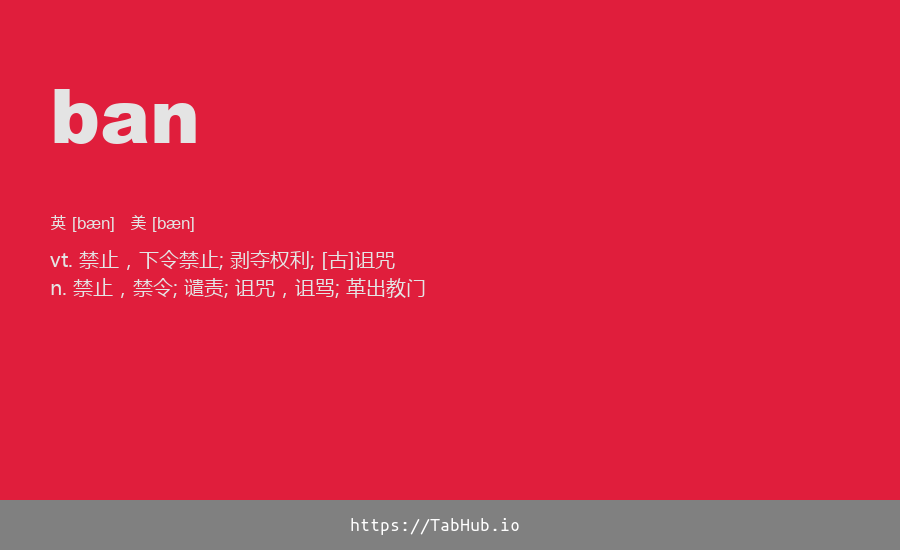 ban
英 [bæn] 美 [bæn]
vt. 禁止，下令禁止; 剥夺权利; [古]诅咒
n. 禁止，禁令; 谴责; 诅咒，诅骂; 革出教门
https://TabHub.io